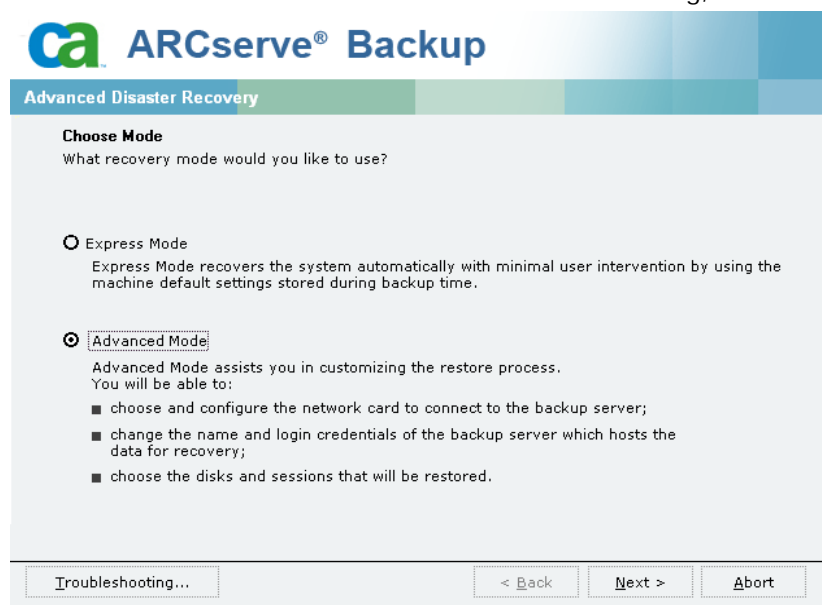 ca ARCserve® Backup
Advanced Disaster Recovery
Choose Mode
What recovery mode would you like to use?
Express Mode
Express Mode recovers the system automatically with minimal user intervention by using the
machine default settings stored during backup time.
Advanced Mode
Advanced Mode assists you in customizing the restore process.
You will be able to:
choose and configure the network card to connect to the backup server;
change the name and login credentials of the backup server which hosts the
data for recovery;
choose the disks and sessions that will be restored.
Troubleshooting...
< Back
Next >
Abort